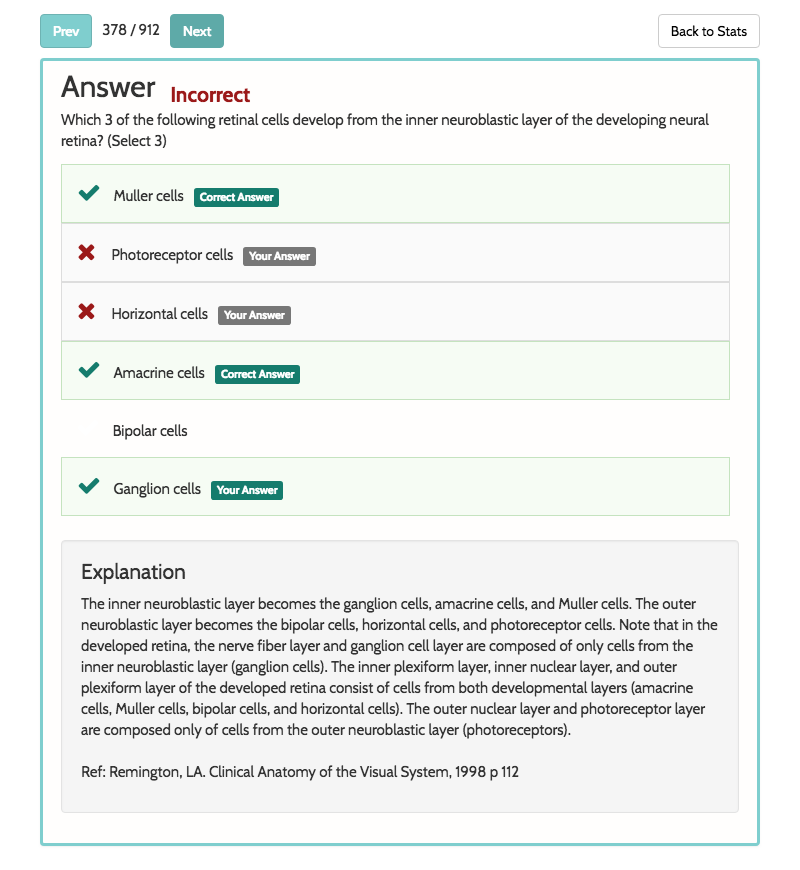 Prev 378 / 912 Next Back to Stats
Answer Incorrect
Which 3 of the following retinal cells develop from the inner neuroblastic layer of the developing neural
retina? (Select 3)
Muller cells Correct Answer
Photoreceptor cells Your Answer
Horizontal cells Your Answer
Amacrine cells Correct Answer
Bipolar cells
Ganglion cells Your Answer
Explanation
The inner neuroblastic layer becomes the ganglion cells, amacrine cells, and Muller cells. The outer
neuroblastic layer becomes the bipolar cells, horizontal cells, and photoreceptor cells. Note that in the
developed retina, the nerve fiber layer and ganglion cell layer are composed of only cells from the
inner neuroblastic layer (ganglion cells). The inner plexiform layer, inner nuclear layer, and outer
plexiform layer of the developed retina consist of cells from both developmental layers (amacrine
cells, Muller cells, bipolar cells, and horizontal cells). The outer nuclear layer and photoreceptor layer
are composed only of cells from the outer neuroblastic layer (photoreceptors).
Ref: Remington, LA. Clinical Anatomy of the Visual System, 1998 p 112